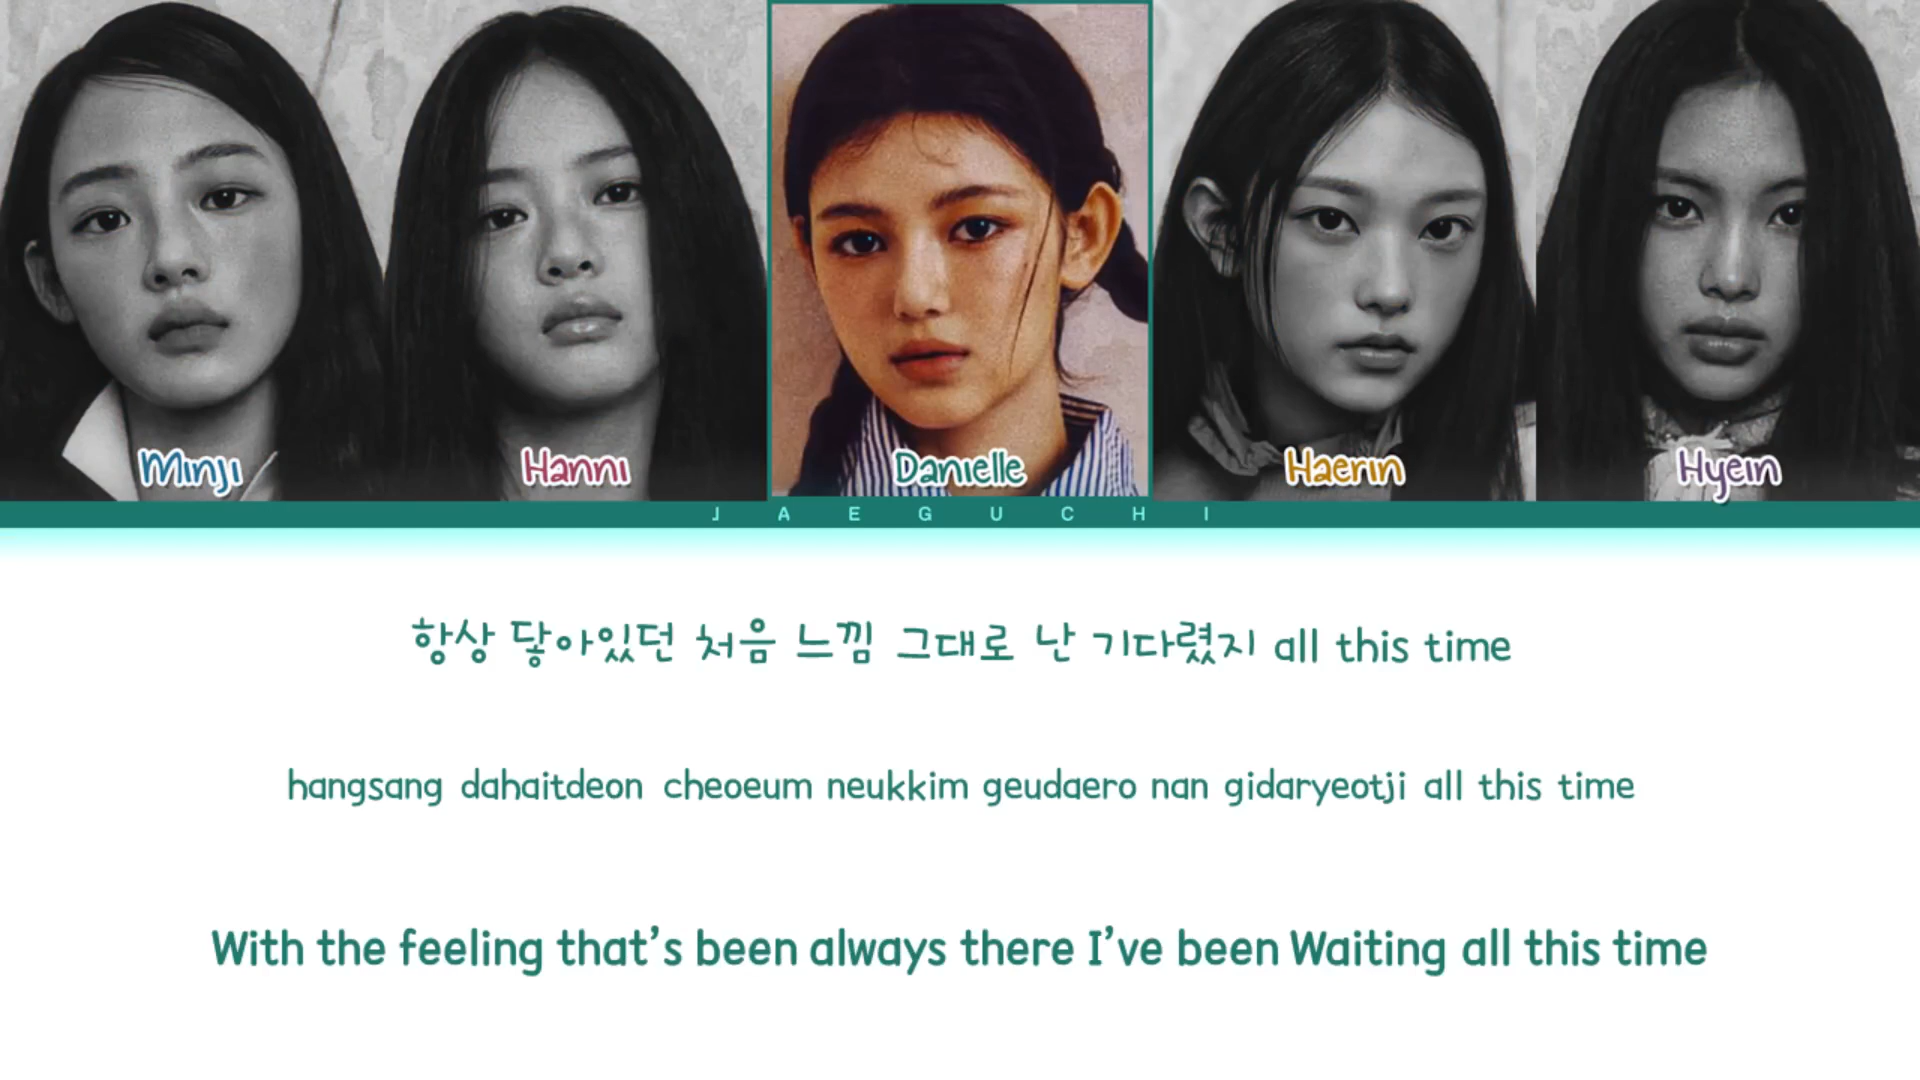 Minji Hanni Danielle Haerin Hyein
JAEGUCHI
항상 닿아있던 처음 느낌 그대로 난 기다렸지 all this time
hangsang dahaitdeon cheoeum neukkim geudaero nan gidaryeotji all this time
With the feeling that's been always there I've been Waiting all this time